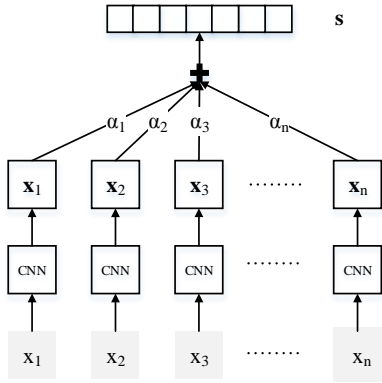 s
α₁ α₂ α₃ αₙ
x₁ x₂ x₃ ........ xₙ
CNN CNN CNN ........ CNN
x₁ x₂ x₃ ........ xₙ